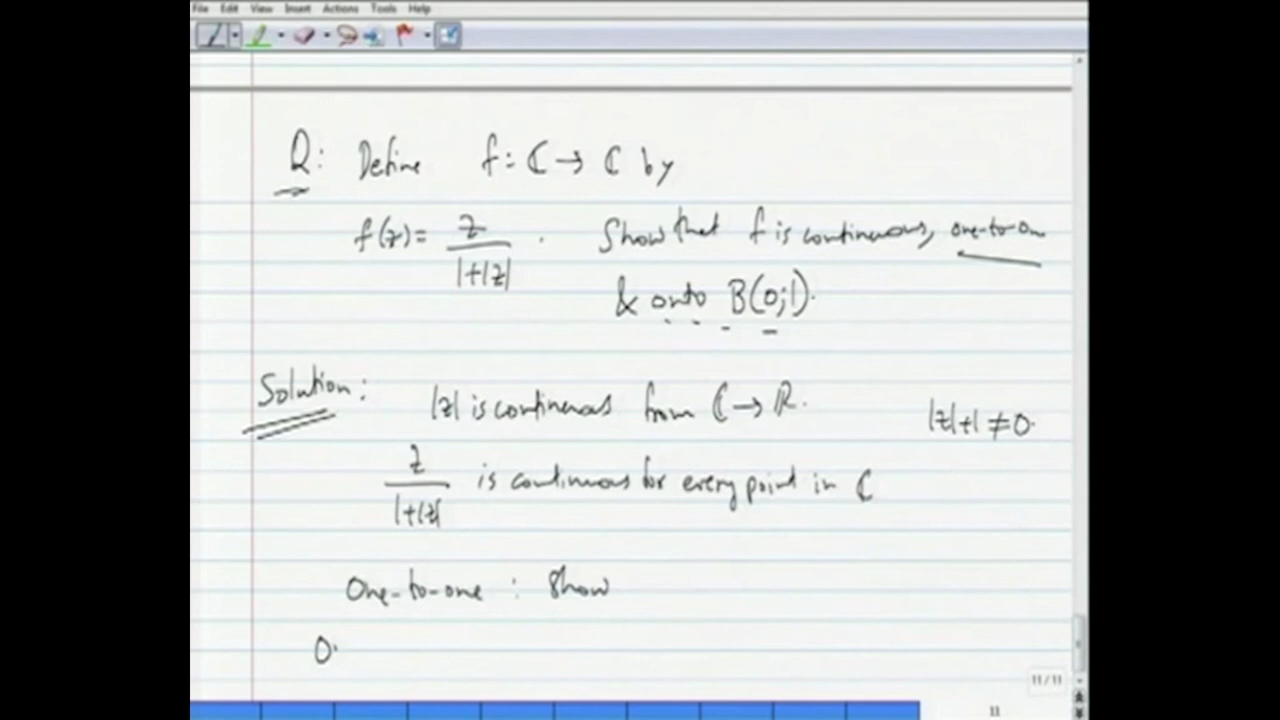 File Edit View Insert Actions Tools Help
Q: Define f: ℂ → ℂ by
f(z) = z / 1+|z| . Show that f is continuous, one-to-one
& onto B(0;1).
Solution: |z| is continuous from ℂ → ℝ. |z|+1 ≠ 0.
z / 1+|z| is continuous for every point in ℂ
One-to-one : Show
O
11 / 11
11